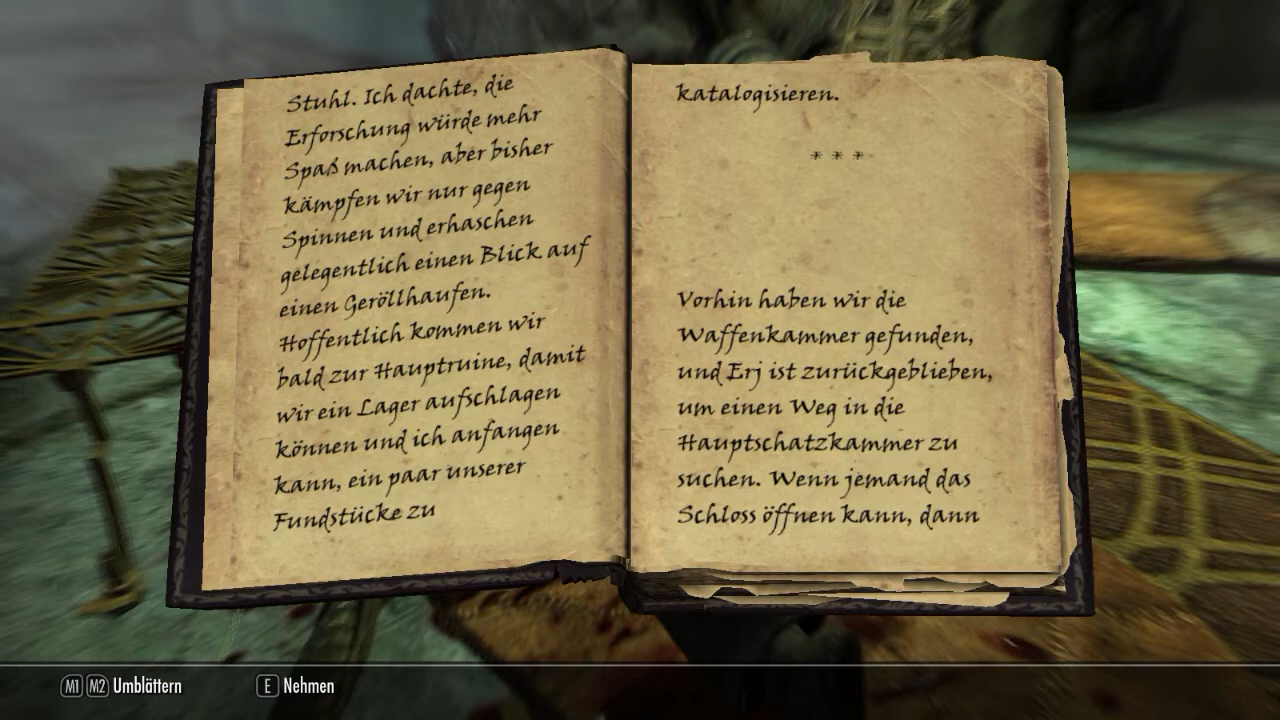 Stuhl. Ich dachte, die
Erforschung würde mehr
Spaß machen, aber bisher
kämpfen wir nur gegen
Spinnen und erhaschen
gelegentlich einen Blick auf
einen Geröllhaufen.
Hoffentlich kommen wir
bald zur Hauptruine, damit
wir ein Lager aufschlagen
können und ich anfangen
kann, ein paar unserer
Fundstücke zu
katalogisieren.
* * *
Vorhin haben wir die
Waffenkammer gefunden,
und Erj ist zurückgeblieben,
um einen Weg in die
Hauptschatzkammer zu
suchen. Wenn jemand das
Schloss öffnen kann, dann
M1 M2 Umblättern E Nehmen